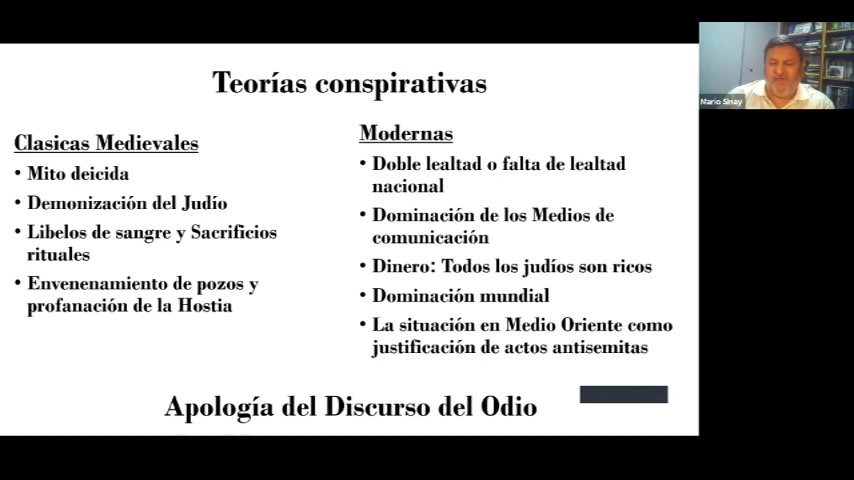 Teorías conspirativas
Clasicas Medievales
• Mito deicida
• Demonización del Judío
• Libelos de sangre y Sacrificios
rituales
• Envenenamiento de pozos y
profanación de la Hostia
Modernas
• Doble lealtad o falta de lealtad
nacional
• Dominación de los Medios de
comunicación
• Dinero: Todos los judíos son ricos
• Dominación mundial
• La situación en Medio Oriente como
justificación de actos antisemitas
Apología del Discurso del Odio
Mario Sinay